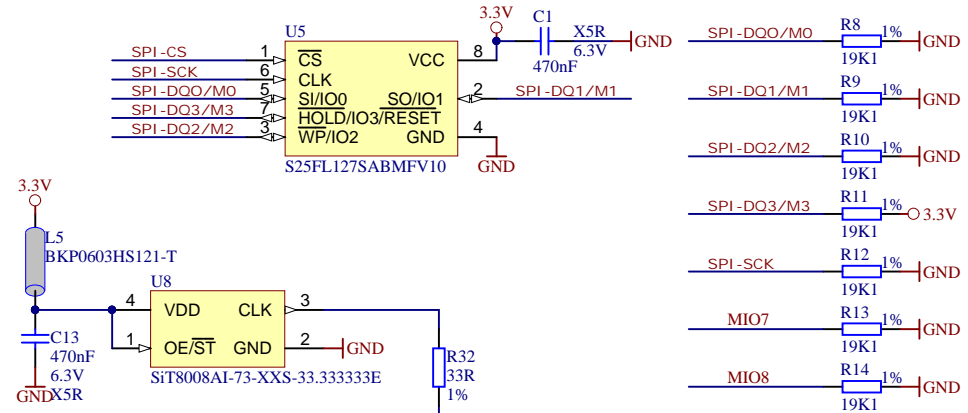 3.3V
C1
X5R
6.3V
470nF
GND
U5
SPI-CS
1
CS
SPI-SCK
6
CLK
SPI-DQ0/M0
5
SI/IO0
SPI-DQ3/M3
7
HOLD/IO3/RESET
SPI-DQ2/M2
3
WP/IO2
VCC
8
SO/IO1
2
SPI-DQ1/M1
GND
4
GND
S25FL127SABMFV10
3.3V
L5
BKP0603HS121-T
C13
470nF
6.3V
X5R
GND
U8
4
VDD
1
OE/ST
CLK
3
GND
2
GND
SiT8008AI-73-XXS-33.333333E
R32
33R
1%
SPI-DQ0/M0
R8
1%
19K1
GND
SPI-DQ1/M1
R9
1%
19K1
GND
SPI-DQ2/M2
R10
1%
19K1
GND
SPI-DQ3/M3
R11
1%
19K1
3.3V
SPI-SCK
R12
1%
19K1
GND
MIO7
R13
1%
19K1
GND
MIO8
R14
1%
19K1
GND